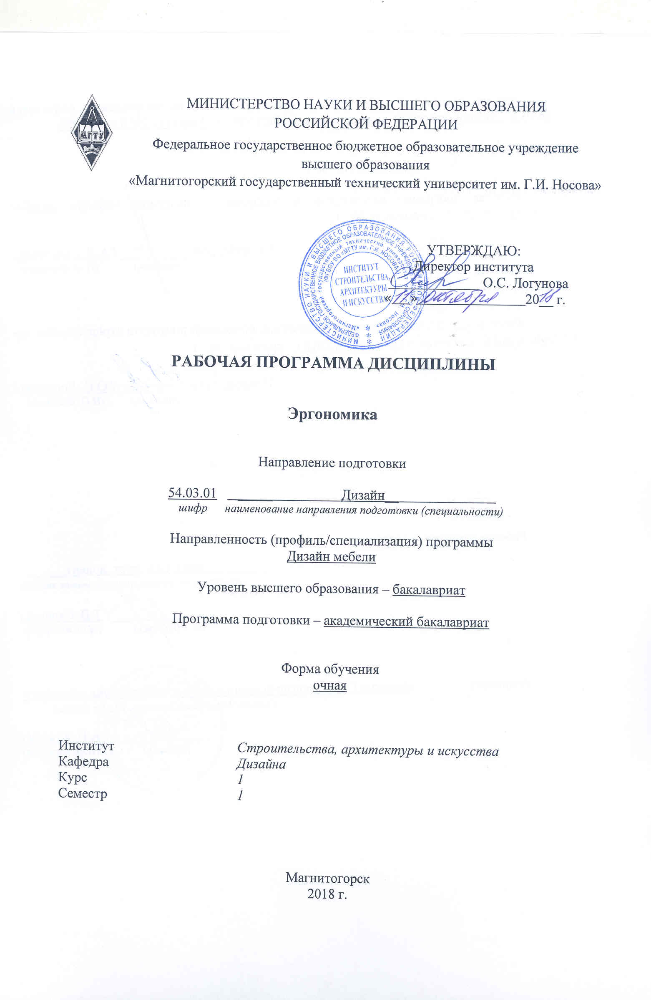 МИНИСТЕРСТВО НАУКИ И ВЫСШЕГО ОБРАЗОВАНИЯ
РОССИЙСКОЙ ФЕДЕРАЦИИ
Федеральное государственное бюджетное образовательное учреждение
высшего образования
«Магнитогорский государственный технический университет им. Г.И. Носова»
МГТУ
УТВЕРЖДАЮ:
Директор института
О.С. Логунова
«11» октября 2018 г.
МИНИСТЕРСТВО НАУКИ И ВЫСШЕГО ОБРАЗОВАНИЯ РОССИЙСКОЙ ФЕДЕРАЦИИ
ФЕДЕРАЛЬНОЕ ГОСУДАРСТВЕННОЕ БЮДЖЕТНОЕ ОБРАЗОВАТЕЛЬНОЕ УЧРЕЖДЕНИЕ ВЫСШЕГО ОБРАЗОВАНИЯ
«Магнитогорский государственный технический университет им. Г.И. Носова»
(ФГБОУ ВО «МГТУ им. Г.И. НОСОВА»)
ИНСТИТУТ
СТРОИТЕЛЬСТВА,
АРХИТЕКТУРЫ
И ИСКУССТВА
РАБОЧАЯ ПРОГРАММА ДИСЦИПЛИНЫ
Эргономика
Направление подготовки
54.03.01 Дизайн
шифр наименование направления подготовки (специальности)
Направленность (профиль/специализация) программы
Дизайн мебели
Уровень высшего образования – бакалавриат
Программа подготовки – академический бакалавриат
Форма обучения
очная
Институт Строительства, архитектуры и искусства
Кафедра Дизайна
Курс 1
Семестр 1
Магнитогорск
2018 г.